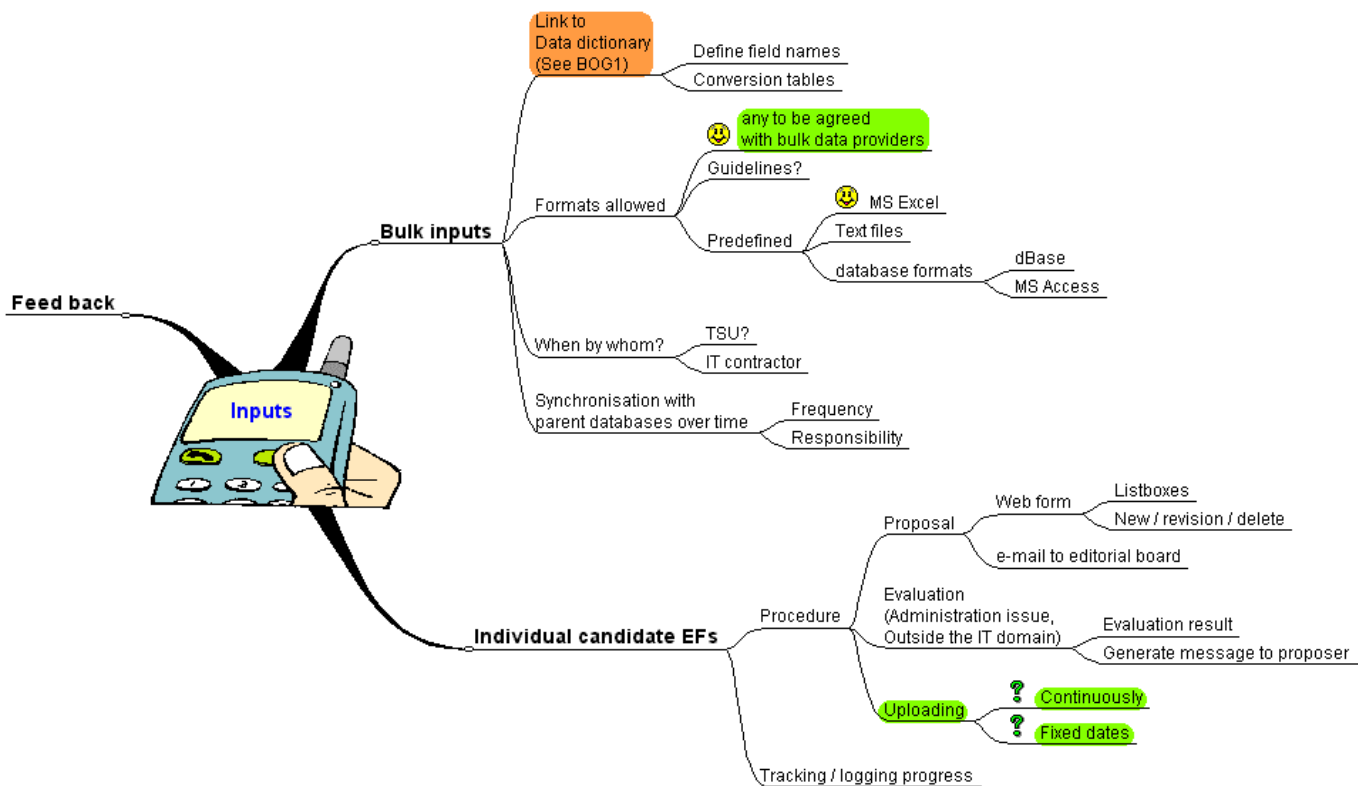 Link to
Data dictionary
(See BOG1)
Define field names
Conversion tables
any to be agreed
with bulk data providers
Guidelines?
Formats allowed
MS Excel
Predefined
Text files
database formats
dBase
MS Access
Bulk inputs
Feed back
When by whom?
TSU?
IT contractor
Synchronisation with
parent databases over time
Frequency
Responsibility
Inputs
Proposal
Web form
Listboxes
New / revision / delete
e-mail to editorial board
Procedure
Evaluation
(Administration issue,
Outside the IT domain)
Evaluation result
Generate message to proposer
Individual candidate EFs
Uploading
? Continuously
? Fixed dates
Tracking / logging progress